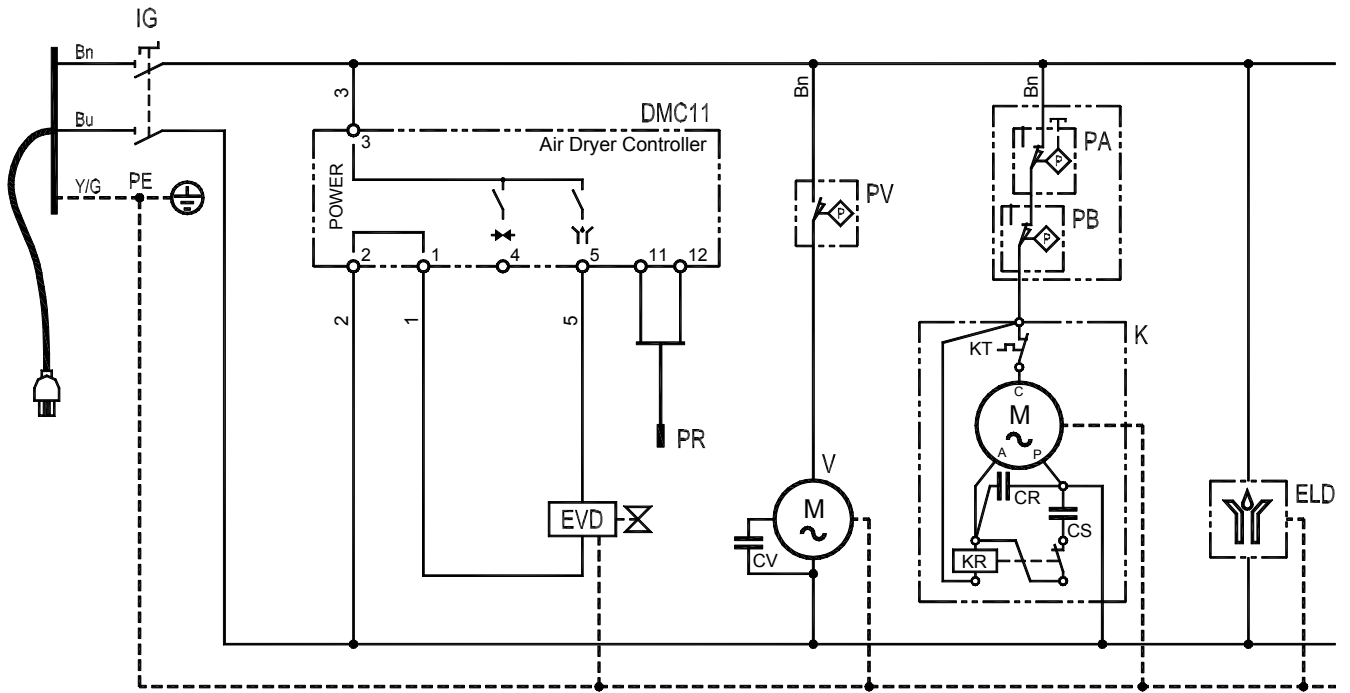 IG
Bn
Bu
Y/G PE
3
DMC11
3
Air Dryer Controller
POWER
2 1 4 5 11 12
2
1
5
PR
EVD
Bn
PV
P
V
M
CV
Bn
PA
P
PB
P
K
KT
C
M
A P
CR
CS
KR
ELD